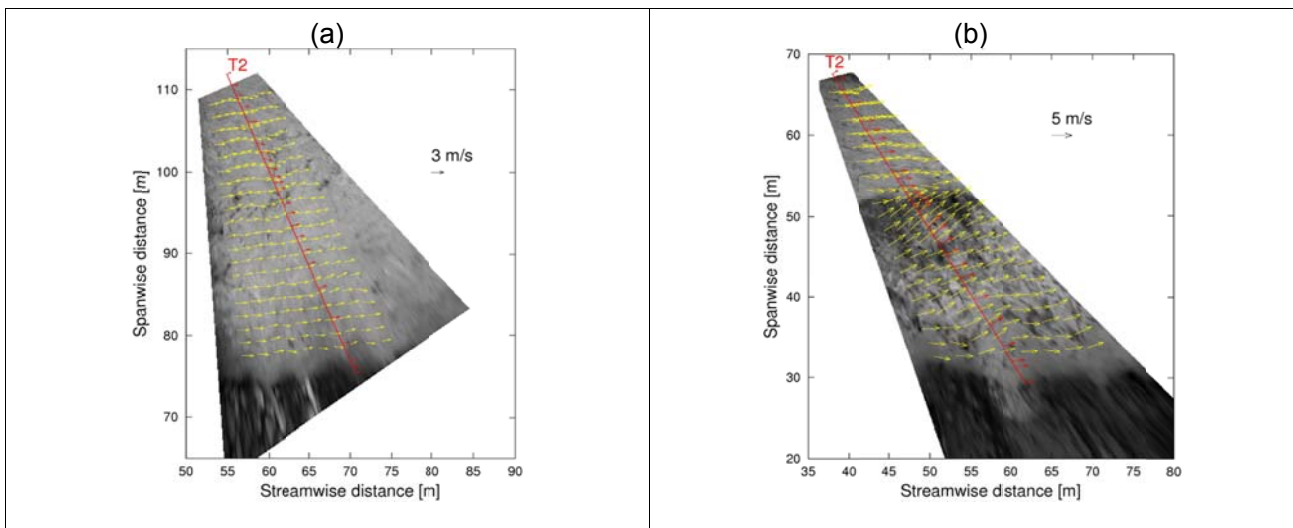 (a)
T2
3 m/s
110
100
90
80
70
Spanwise distance [m]
50 55 60 65 70 75 80 85 90
Streamwise distance [m]
(b)
T2
5 m/s
70
60
50
40
30
20
Spanwise distance [m]
35 40 45 50 55 60 65 70 75 80
Streamwise distance [m]